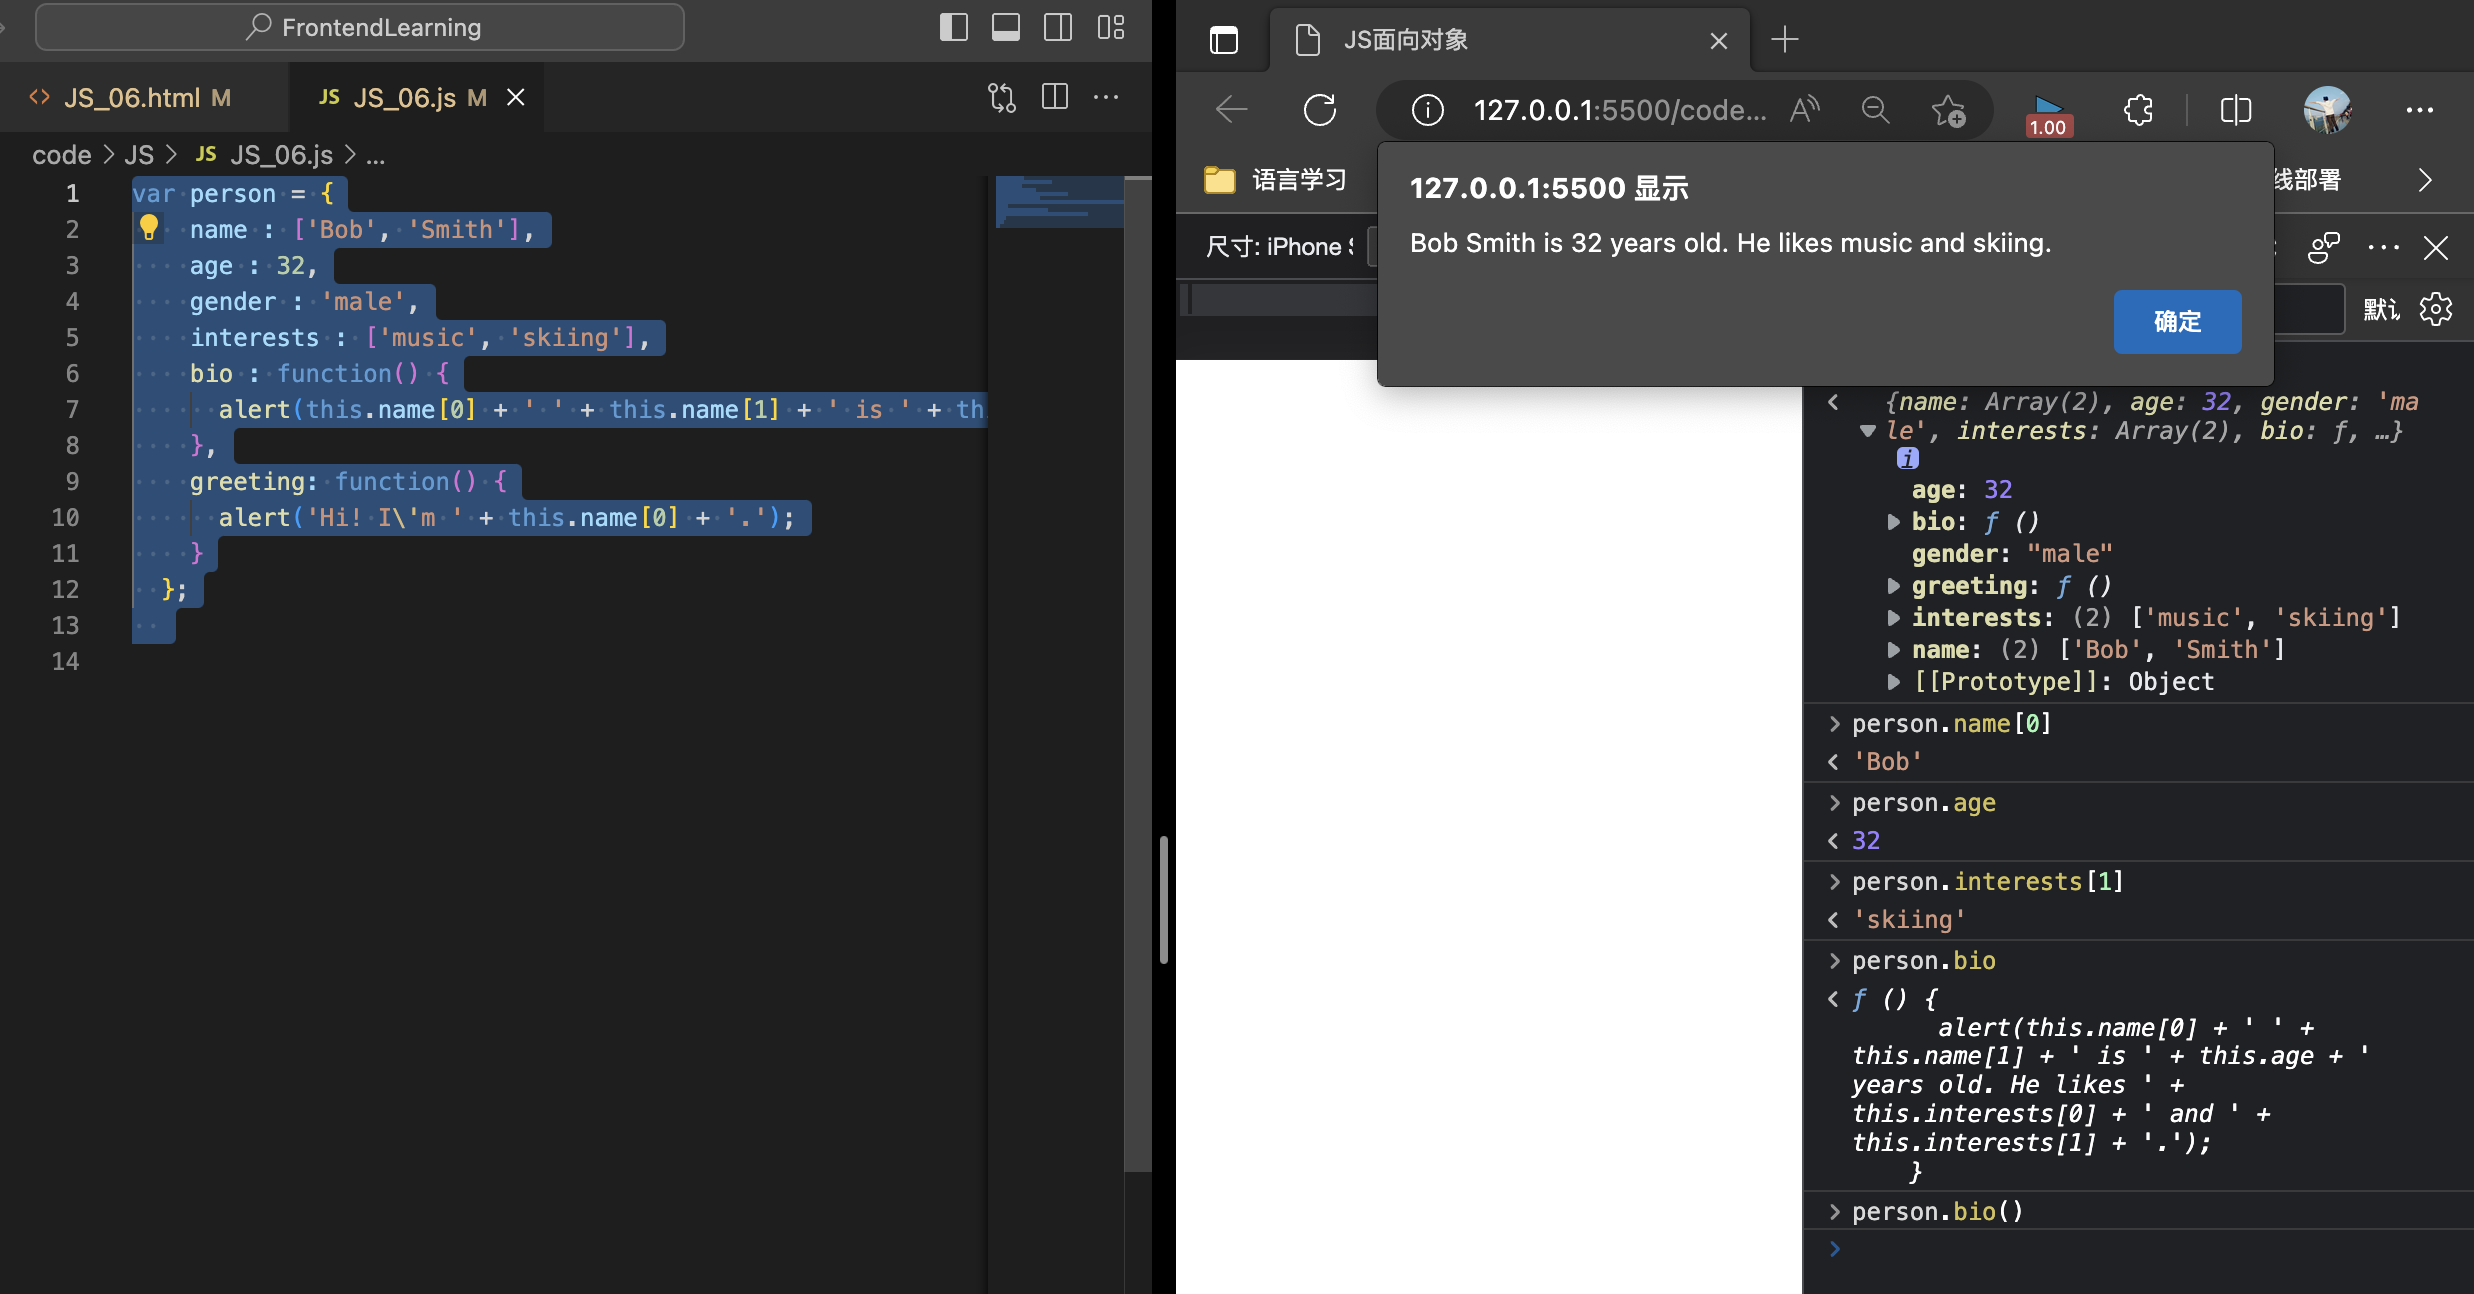 FrontendLearning
JS_06.html M
JS JS_06.js M
code > JS > JS JS_06.js > ...
1 var person = {
2 name : ['Bob', 'Smith'],
3 age : 32,
4 gender : 'male',
5 interests : ['music', 'skiing'],
6 bio : function() {
7 alert(this.name[0] + ' ' + this.name[1] + ' is ' + th
8 },
9 greeting: function() {
10 alert('Hi! I\'m ' + this.name[0] + '.');
11 }
12 };
13
14
JS面向对象
127.0.0.1:5500/code...
1.00
语言学习
线部署
127.0.0.1:5500 显示
Bob Smith is 32 years old. He likes music and skiing.
确定
尺寸: iPhone S
默认
{name: Array(2), age: 32, gender: 'ma
le', interests: Array(2), bio: ƒ, …}
i
age: 32
bio: ƒ ()
gender: "male"
greeting: ƒ ()
interests: (2) ['music', 'skiing']
name: (2) ['Bob', 'Smith']
[[Prototype]]: Object
> person.name[0]
< 'Bob'
> person.age
< 32
> person.interests[1]
< 'skiing'
> person.bio
< ƒ () {
alert(this.name[0] + ' ' +
this.name[1] + ' is ' + this.age + '
years old. He likes ' +
this.interests[0] + ' and ' +
this.interests[1] + '.');
}
> person.bio()
>